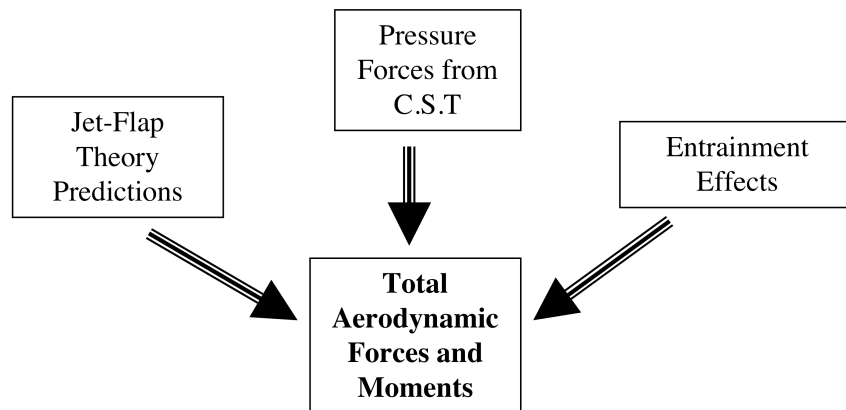 Pressure
Forces from
C.S.T
Jet-Flap
Theory
Predictions
Entrainment
Effects
Total
Aerodynamic
Forces and
Moments